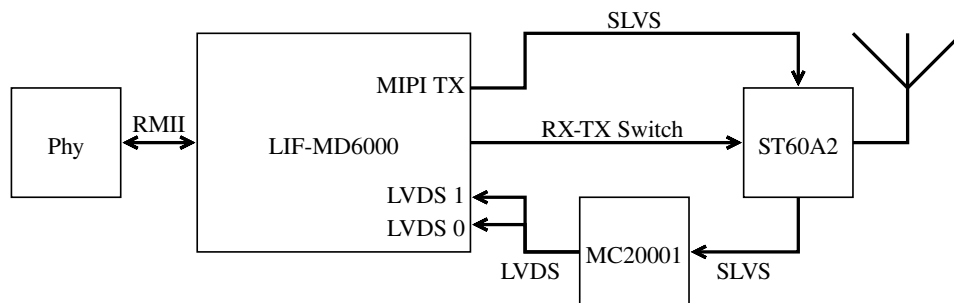 SLVS
MIPI TX
Phy
RMII
LIF-MD6000
RX-TX Switch
ST60A2
LVDS 1
LVDS 0
LVDS
MC20001
SLVS